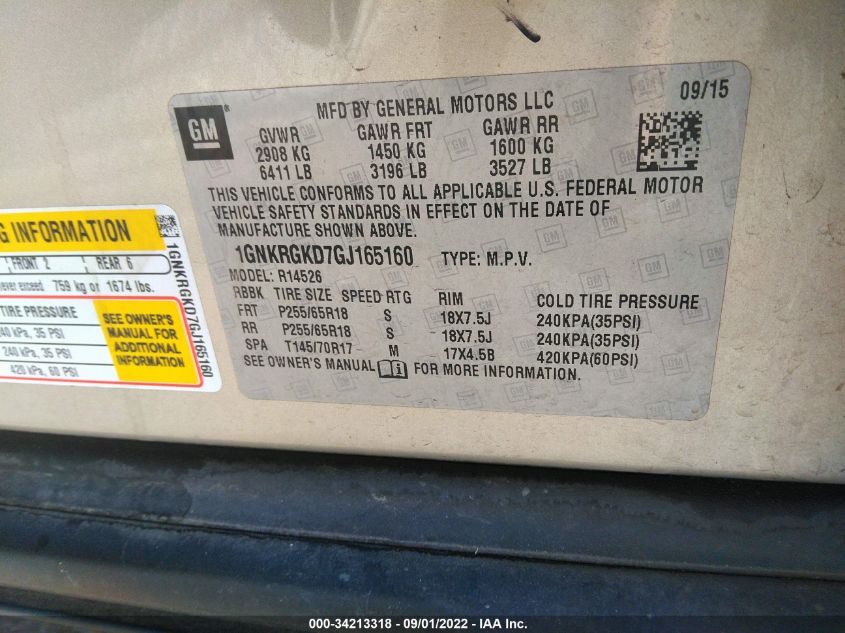 GM
®
MFD BY GENERAL MOTORS LLC
09/15
GVWR GAWR FRT GAWR RR
2908 KG 1450 KG 1600 KG
6411 LB 3196 LB 3527 LB
THIS VEHICLE CONFORMS TO ALL APPLICABLE U.S. FEDERAL MOTOR
VEHICLE SAFETY STANDARDS IN EFFECT ON THE DATE OF
MANUFACTURE SHOWN ABOVE.
1GNKRGKD7GJ165160 TYPE: M.P.V.
MODEL: R14526
RBBK TIRE SIZE SPEED RTG RIM COLD TIRE PRESSURE
FRT P255/65R18 S 18X7.5J 240KPA(35PSI)
RR P255/65R18 S 18X7.5J 240KPA(35PSI)
SPA T145/70R17 M 17X4.5B 420KPA(60PSI)
SEE OWNER'S MANUAL FOR MORE INFORMATION.
INFORMATION
FRONT 2 REAR 6
exceed 759 kg or 1674 lbs.
TIRE PRESSURE
kPa, 35 PSI
240 kPa, 35 PSI
420 kPa, 60 PSI
SEE OWNER'S
MANUAL FOR
ADDITIONAL
INFORMATION
1GNKRGKD7GJ165160
000-34213318 - 09/01/2022 - IAA Inc.